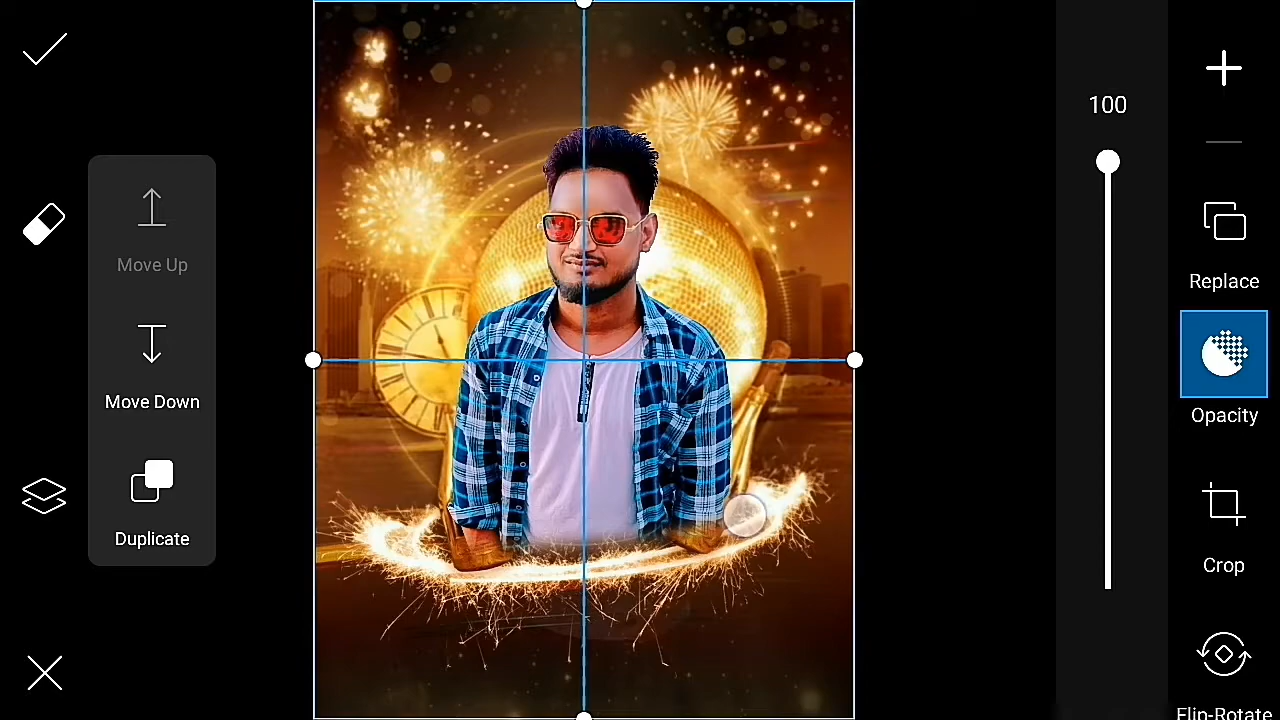 Move Up
Move Down
Duplicate
100
Replace
Opacity
Crop
Flip-Rotate